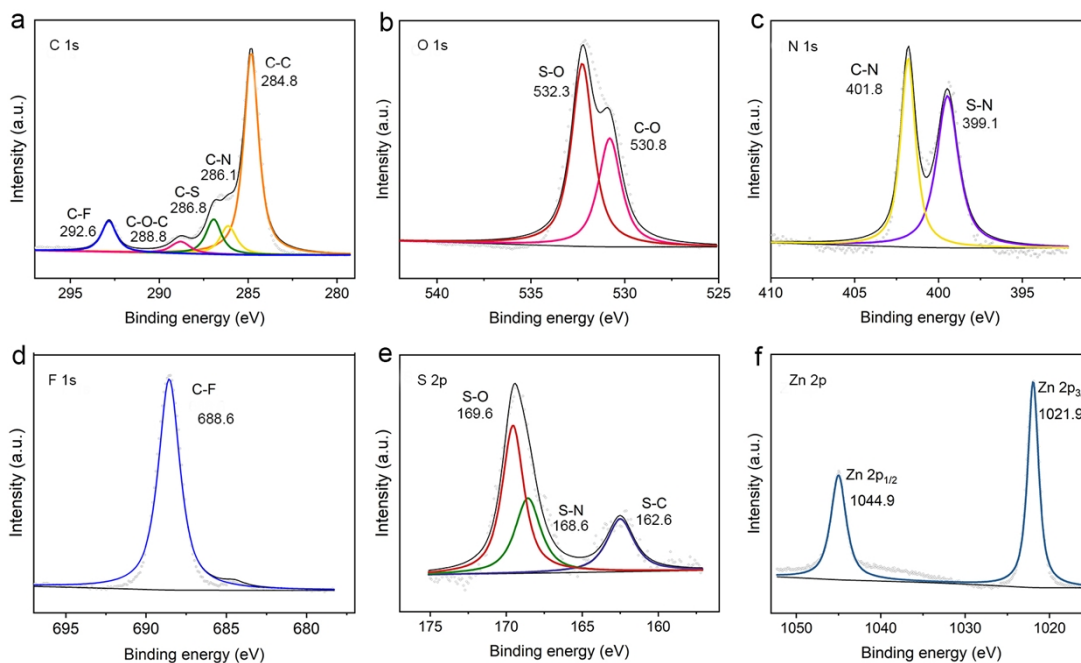 a
C 1s
C-C
284.8
C-N
286.1
C-S
286.8
C-O-C
288.8
C-F
292.6
Intensity (a.u.)
295 290 285 280
Binding energy (eV)
b
O 1s
S-O
532.3
C-O
530.8
Intensity (a.u.)
540 535 530 525
Binding energy (eV)
c
N 1s
C-N
401.8
S-N
399.1
Intensity (a.u.)
410 405 400 395
Binding energy (eV)
d
F 1s
C-F
688.6
Intensity (a.u.)
695 690 685 680
Binding energy (eV)
e
S 2p
S-O
169.6
S-N
168.6
S-C
162.6
Intensity (a.u.)
175 170 165 160
Binding energy (eV)
f
Zn 2p
Zn 2p3
1021.9
Zn 2p1/2
1044.9
Intensity (a.u.)
1050 1040 1030 1020
Binding energy (eV)